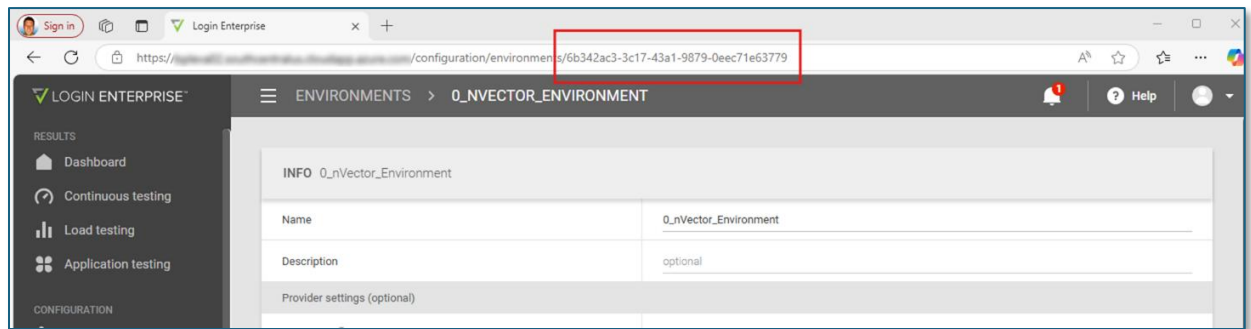 Sign in
Login Enterprise
https:// /configuration/environments/6b342ac3-3c17-43a1-9879-0eec71e63779
LOGIN ENTERPRISE
ENVIRONMENTS > 0_NVECTOR_ENVIRONMENT
1
Help
RESULTS
Dashboard
Continuous testing
Load testing
Application testing
CONFIGURATION
INFO 0_nVector_Environment
Name 0_nVector_Environment
Description optional
Provider settings (optional)